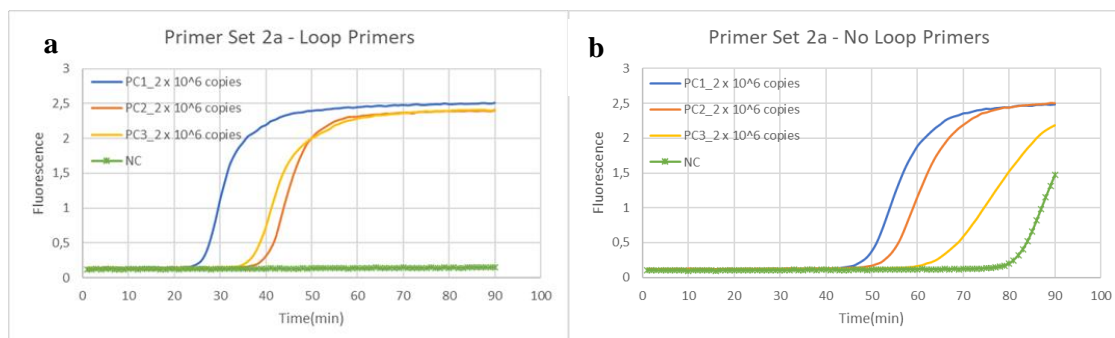 a
Primer Set 2a - Loop Primers
Fluorescence
3
2,5
2
1,5
1
0,5
0
PC1_2 x 10^6 copies
PC2_2 x 10^6 copies
PC3_2 x 10^6 copies
NC
0 10 20 30 40 50 60 70 80 90 100
Time(min)
b
Primer Set 2a - No Loop Primers
Fluorescence
3
2,5
2
1,5
1
0,5
0
PC1_2 x 10^6 copies
PC2_2 x 10^6 copies
PC3_2 x 10^6 copies
NC
0 10 20 30 40 50 60 70 80 90 100
Time(min)